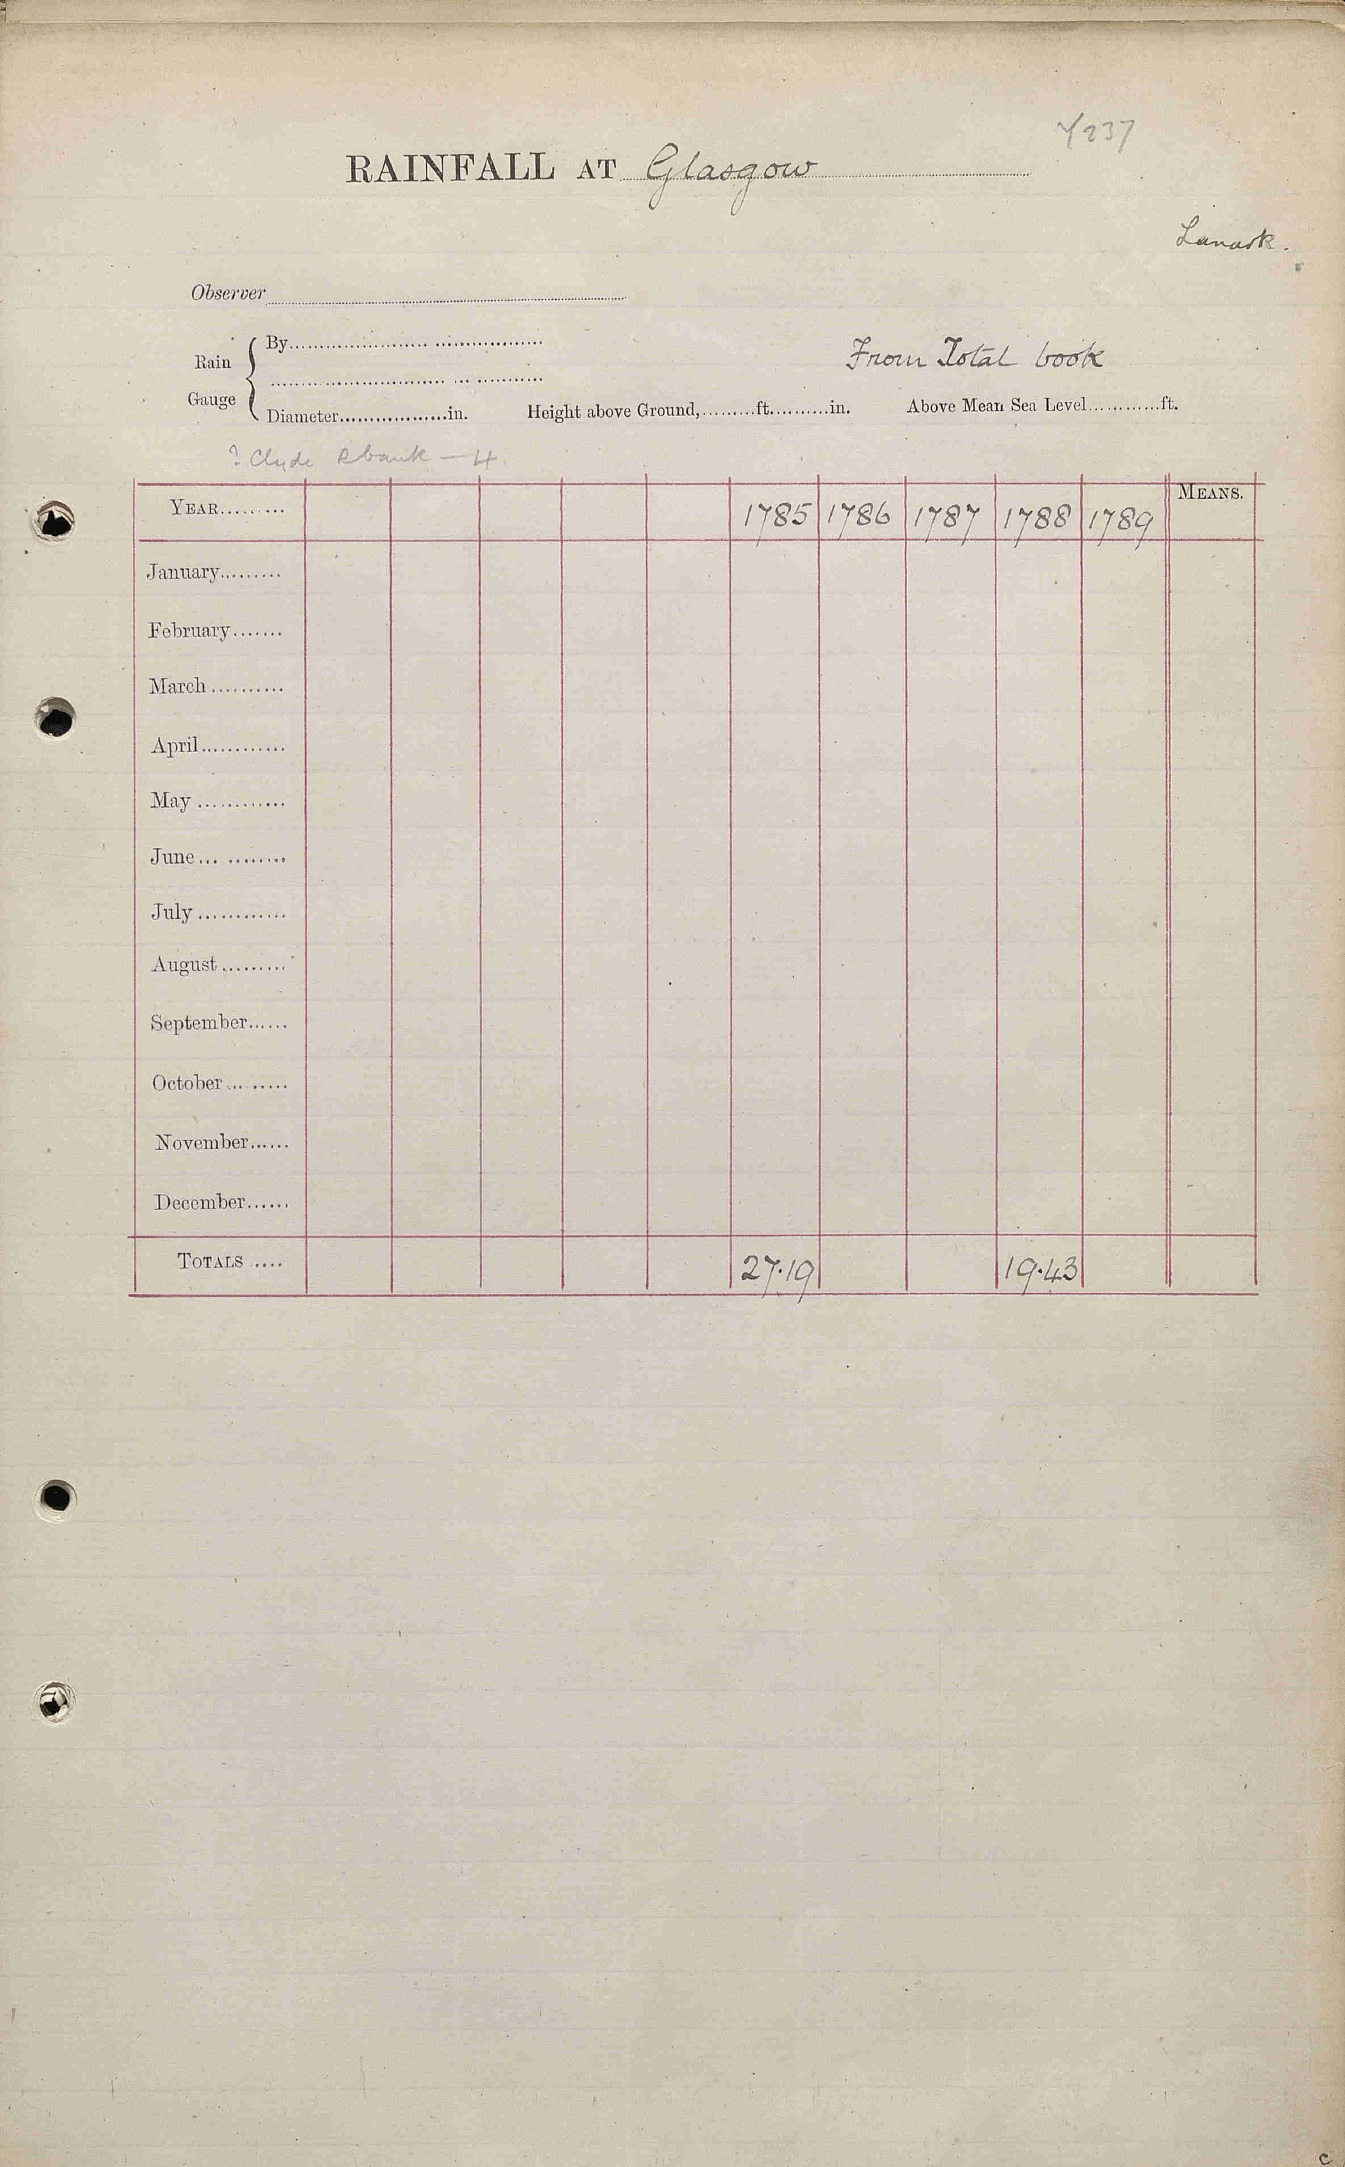 Y237
RAINFALL AT Glasgow
Lanark.
Observer
Rain Gauge { By
From Total book
Diameter..................in. Height above Ground,.........ft..........in. Above Mean Sea Level............ft.
? Clyde Rbank — 4.
YEAR......... 1785 1786 1787 1788 1789 MEANS.
January.........
February.......
March..........
April............
May............
June... ........
July............
August.........
September......
October... ......
November......
December......
TOTALS .... 27.19 19.43
c